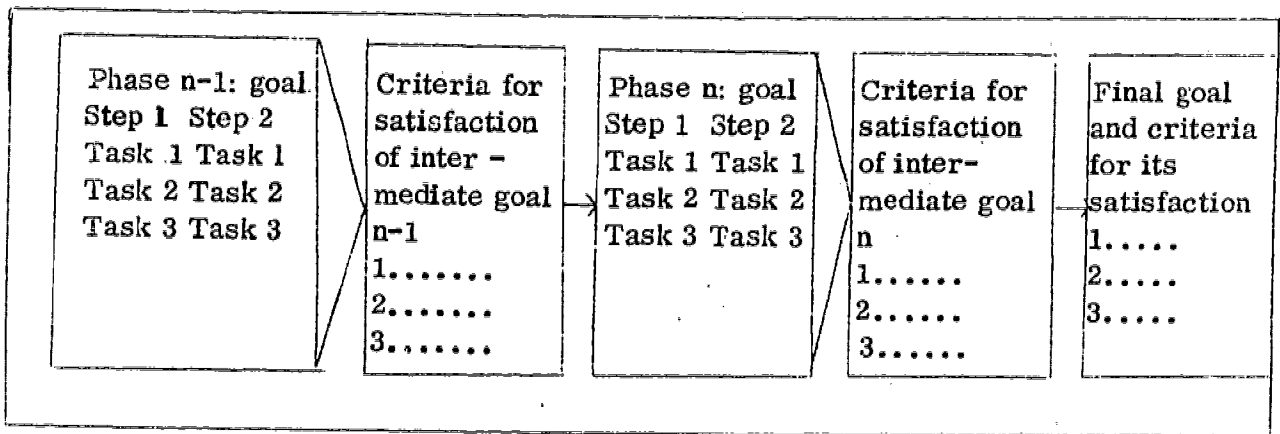 Phase n-1: goal.
Step 1 Step 2
Task 1 Task 1
Task 2 Task 2
Task 3 Task 3
Criteria for
satisfaction
of inter -
mediate goal
n-1
1.......
2.......
3.......
Phase n: goal
Step 1 Step 2
Task 1 Task 1
Task 2 Task 2
Task 3 Task 3
Criteria for
satisfaction
of inter-
mediate goal
n
1......
2......
3......
Final goal
and criteria
for its
satisfaction
1.....
2.....
3.....